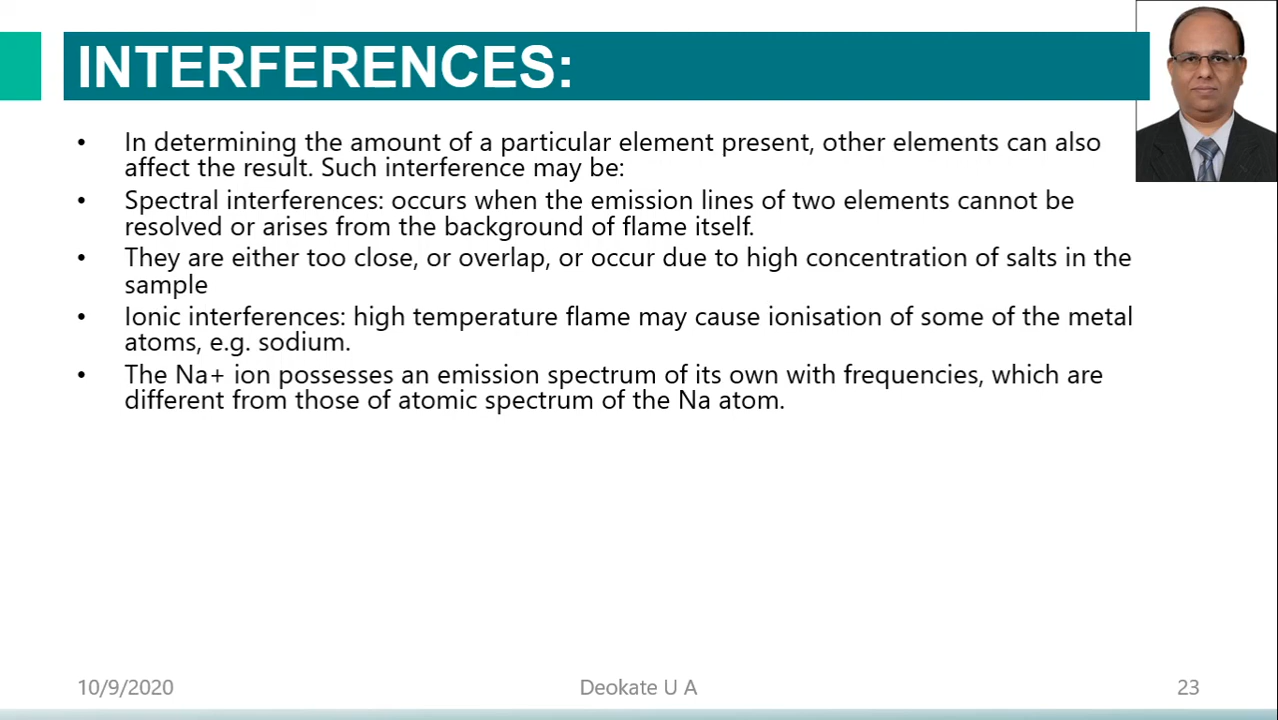 INTERFERENCES:
• In determining the amount of a particular element present, other elements can also
affect the result. Such interference may be:
• Spectral interferences: occurs when the emission lines of two elements cannot be
resolved or arises from the background of flame itself.
• They are either too close, or overlap, or occur due to high concentration of salts in the
sample
• Ionic interferences: high temperature flame may cause ionisation of some of the metal
atoms, e.g. sodium.
• The Na+ ion possesses an emission spectrum of its own with frequencies, which are
different from those of atomic spectrum of the Na atom.
10/9/2020
Deokate U A
23